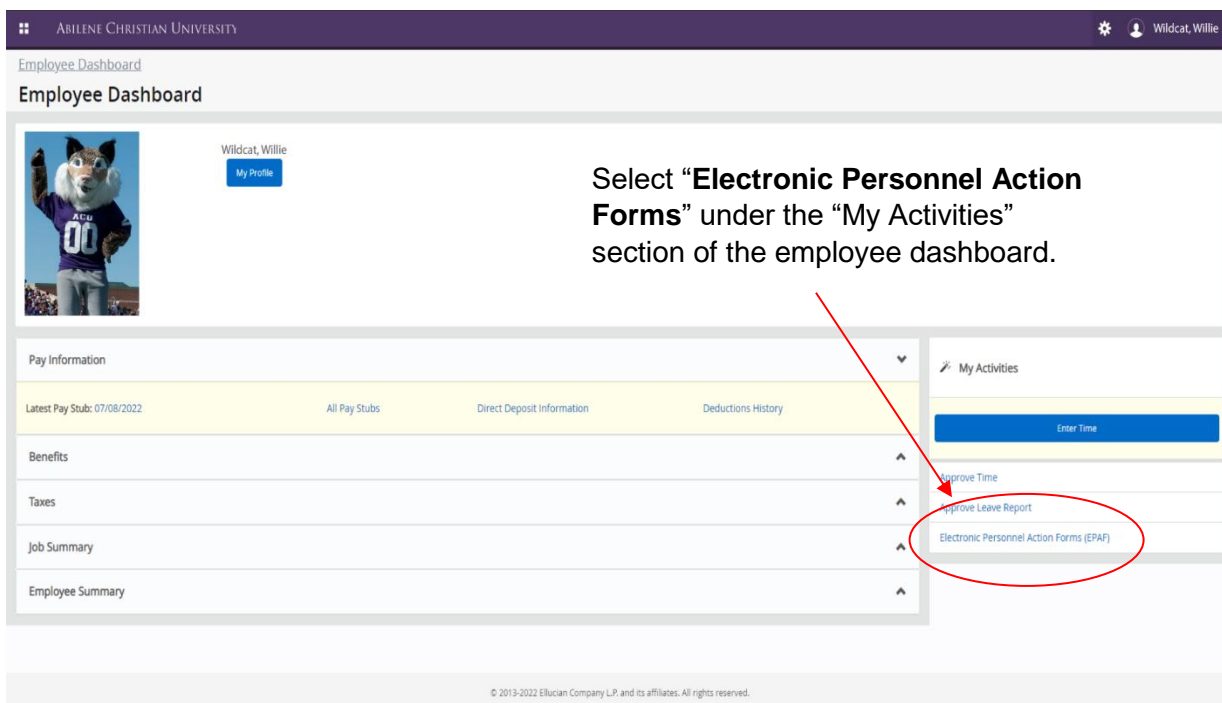 ABILENE CHRISTIAN UNIVERSITY
Wildcat, Willie
Employee Dashboard
Employee Dashboard
Wildcat, Willie
My Profile
ACU
00
Select “Electronic Personnel Action
Forms” under the “My Activities”
section of the employee dashboard.
Pay Information
Latest Pay Stub: 07/08/2022 All Pay Stubs Direct Deposit Information Deductions History
Benefits
Taxes
Job Summary
Employee Summary
My Activities
Enter Time
Approve Time
Approve Leave Report
Electronic Personnel Action Forms (EPAF)
© 2013-2022 Ellucian Company L.P. and its affiliates. All rights reserved.